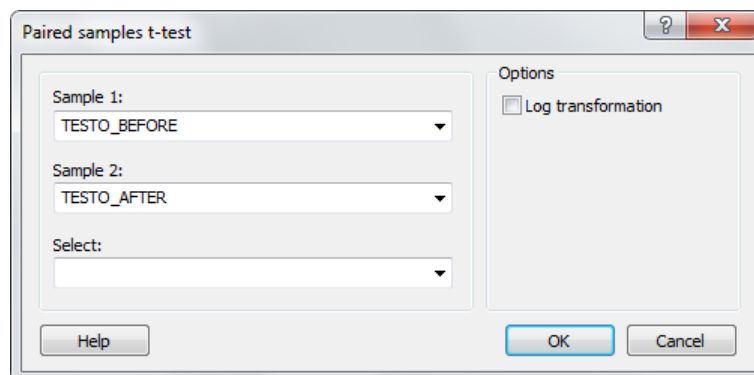 Paired samples t-test
?
X
Sample 1:
TESTO_BEFORE
Sample 2:
TESTO_AFTER
Select:
Options
Log transformation
Help
OK
Cancel